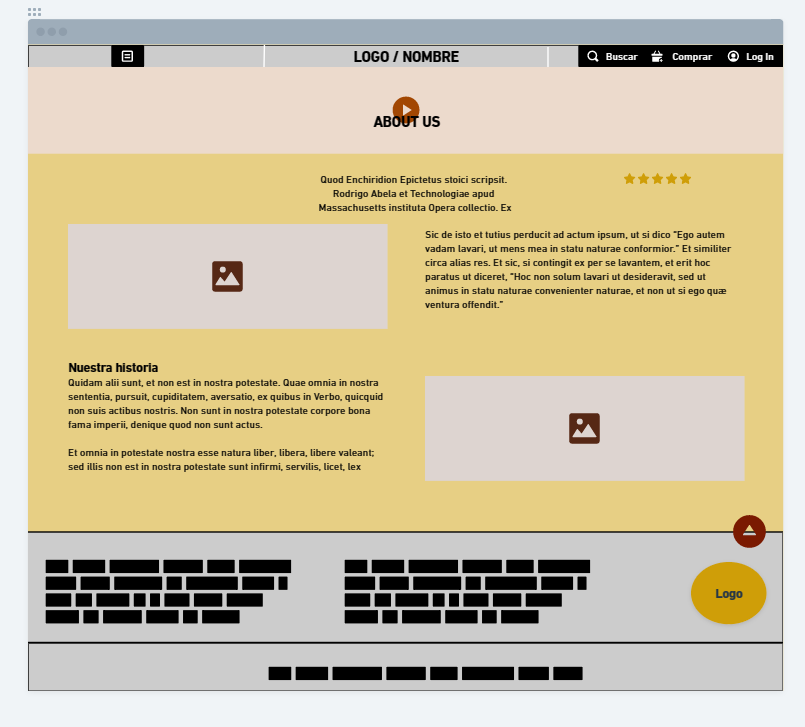 LOGO / NOMBRE
Buscar
Comprar
Log In
ABOUT US
Quod Enchiridion Epictetus stoici scripsit.
Rodrigo Abela et Technologiae apud
Massachusetts instituta Opera collectio. Ex
Sic de isto et tutius perducit ad actum ipsum, ut si dico "Ego autem
vadam lavari, ut mens mea in statu naturae conformior." Et similiter
circa alias res. Et sic, si contingit ex per se lavantem, et erit hoc
paratus ut diceret, "Hoc non solum lavari ut desideravit, sed ut
animus in statu naturae convenienter naturae, et non ut si ego quæ
ventura offendit."
Nuestra historia
Quidam alii sunt, et non est in nostra potestate. Quae omnia in nostra
sententia, pursuit, cupiditatem, aversatio, ex quibus in Verbo, quicquid
non suis actibus nostris. Non sunt in nostra potestate corpore bona
fama imperii, denique quod non sunt actus.
Et omnia in potestate nostra esse natura liber, libera, libere valeant;
sed illis non est in nostra potestate sunt infirmi, servilis, licet, lex
Logo